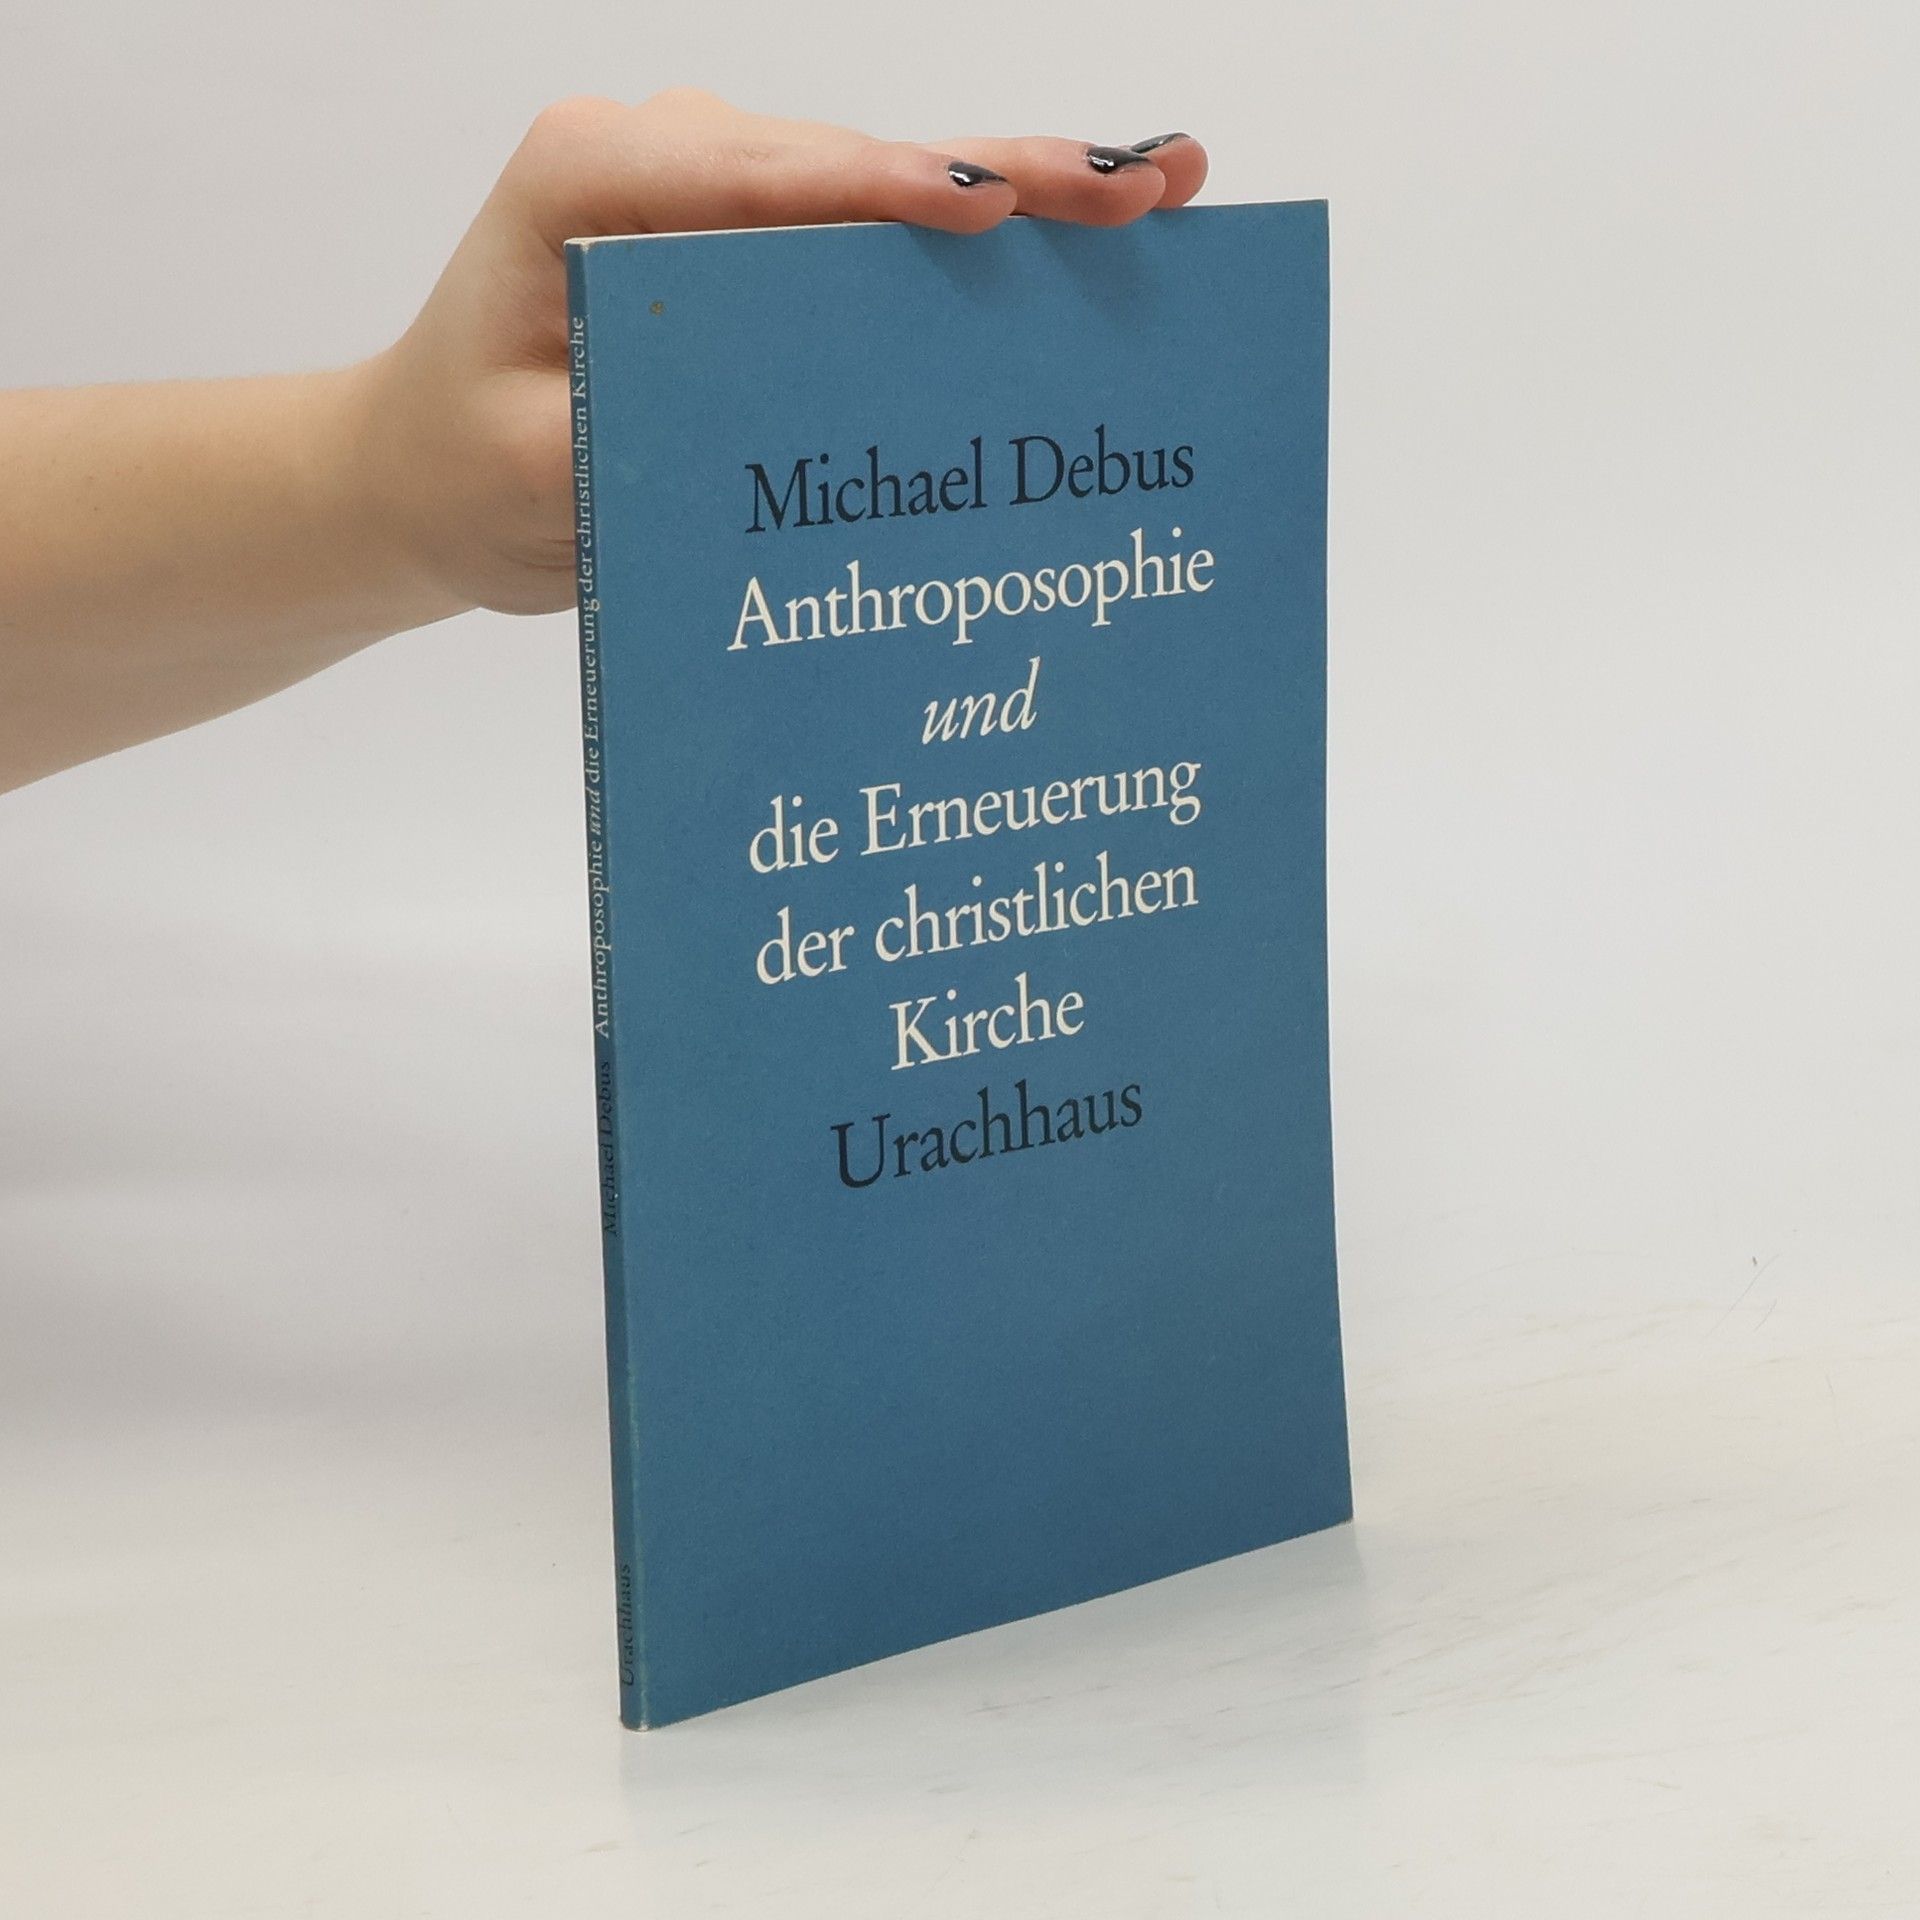 Michael Debus
Anthroposophie
und
die Erneuerung
der christlichen
Kirche
Urachhaus
Urachhaus Michael Debus Anthroposophie und die Erneuerung der christlichen Kirche